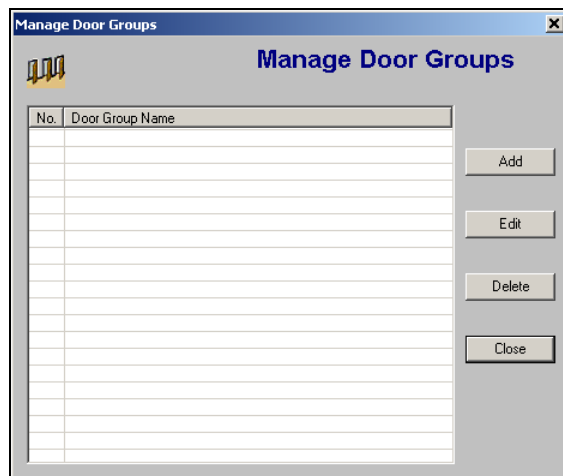 Manage Door Groups
Manage Door Groups
No. Door Group Name
Add
Edit
Delete
Close